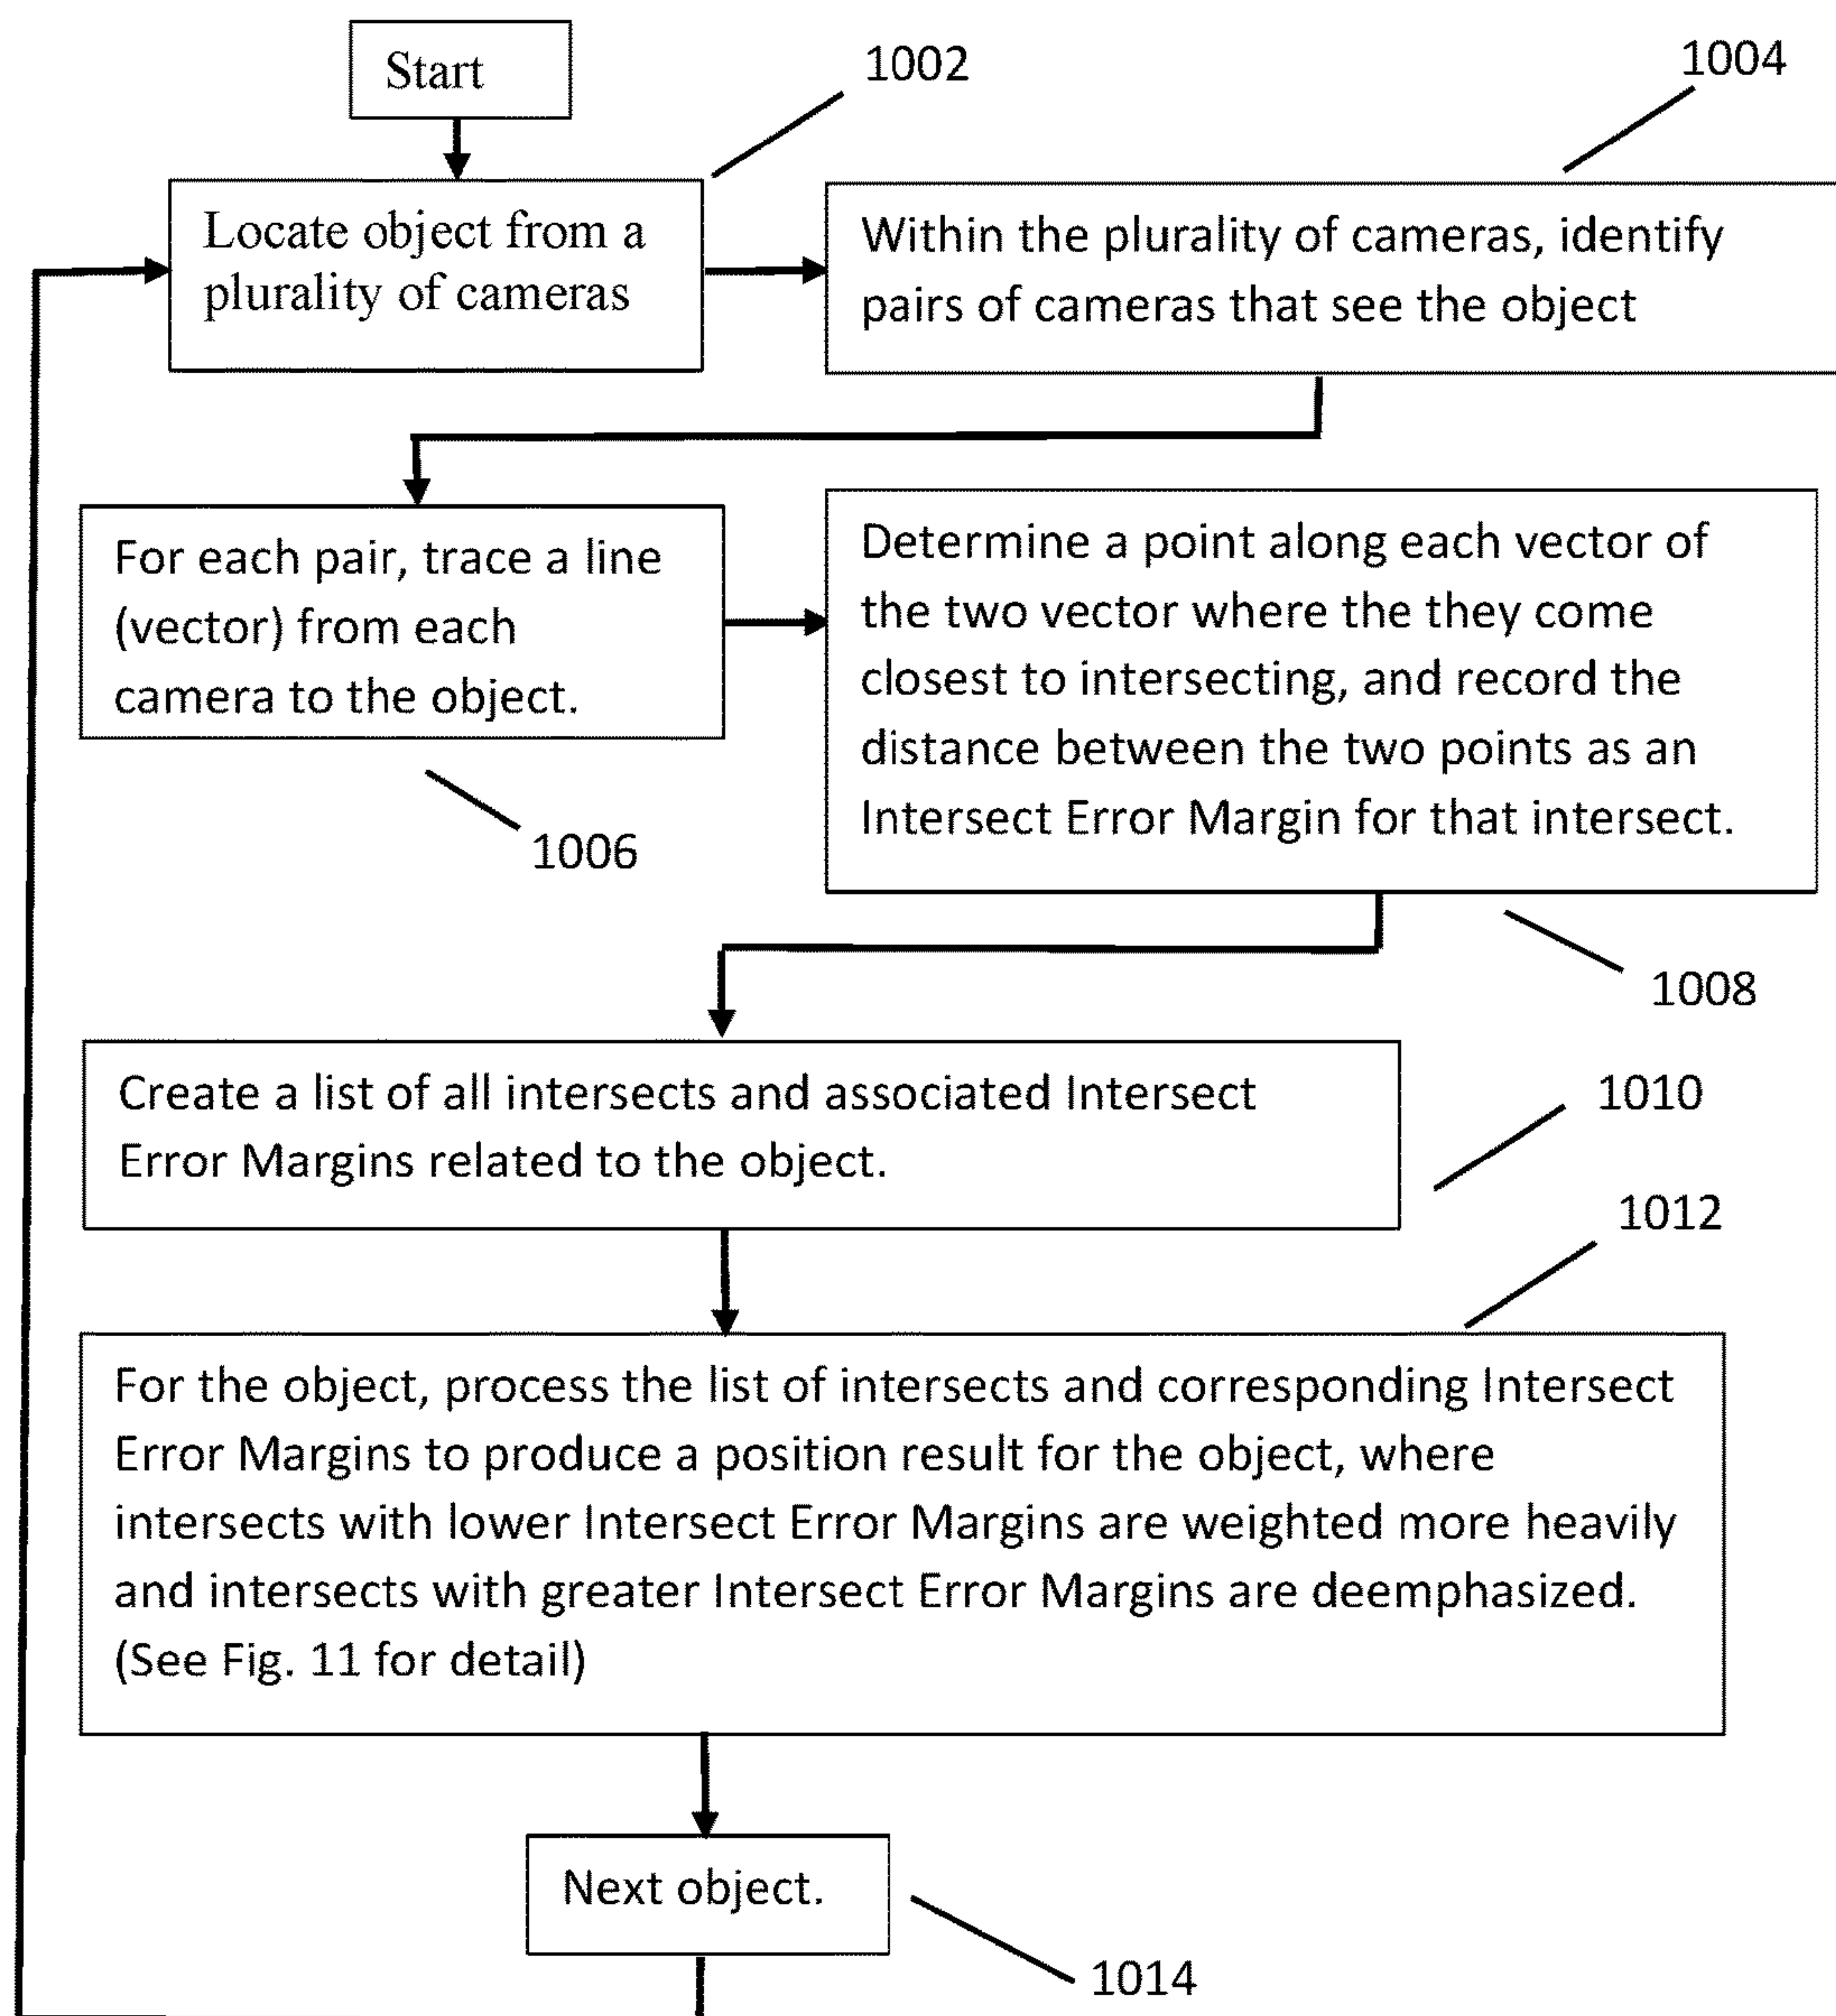 Start
1002
1004
Locate object from a
plurality of cameras
Within the plurality of cameras, identify
pairs of cameras that see the object
For each pair, trace a line
(vector) from each
camera to the object.
1006
Determine a point along each vector of
the two vector where the they come
closest to intersecting, and record the
distance between the two points as an
Intersect Error Margin for that intersect.
1008
Create a list of all intersects and associated Intersect
Error Margins related to the object.
1010
1012
For the object, process the list of intersects and corresponding Intersect
Error Margins to produce a position result for the object, where
intersects with lower Intersect Error Margins are weighted more heavily
and intersects with greater Intersect Error Margins are deemphasized.
(See Fig. 11 for detail)
Next object.
1014